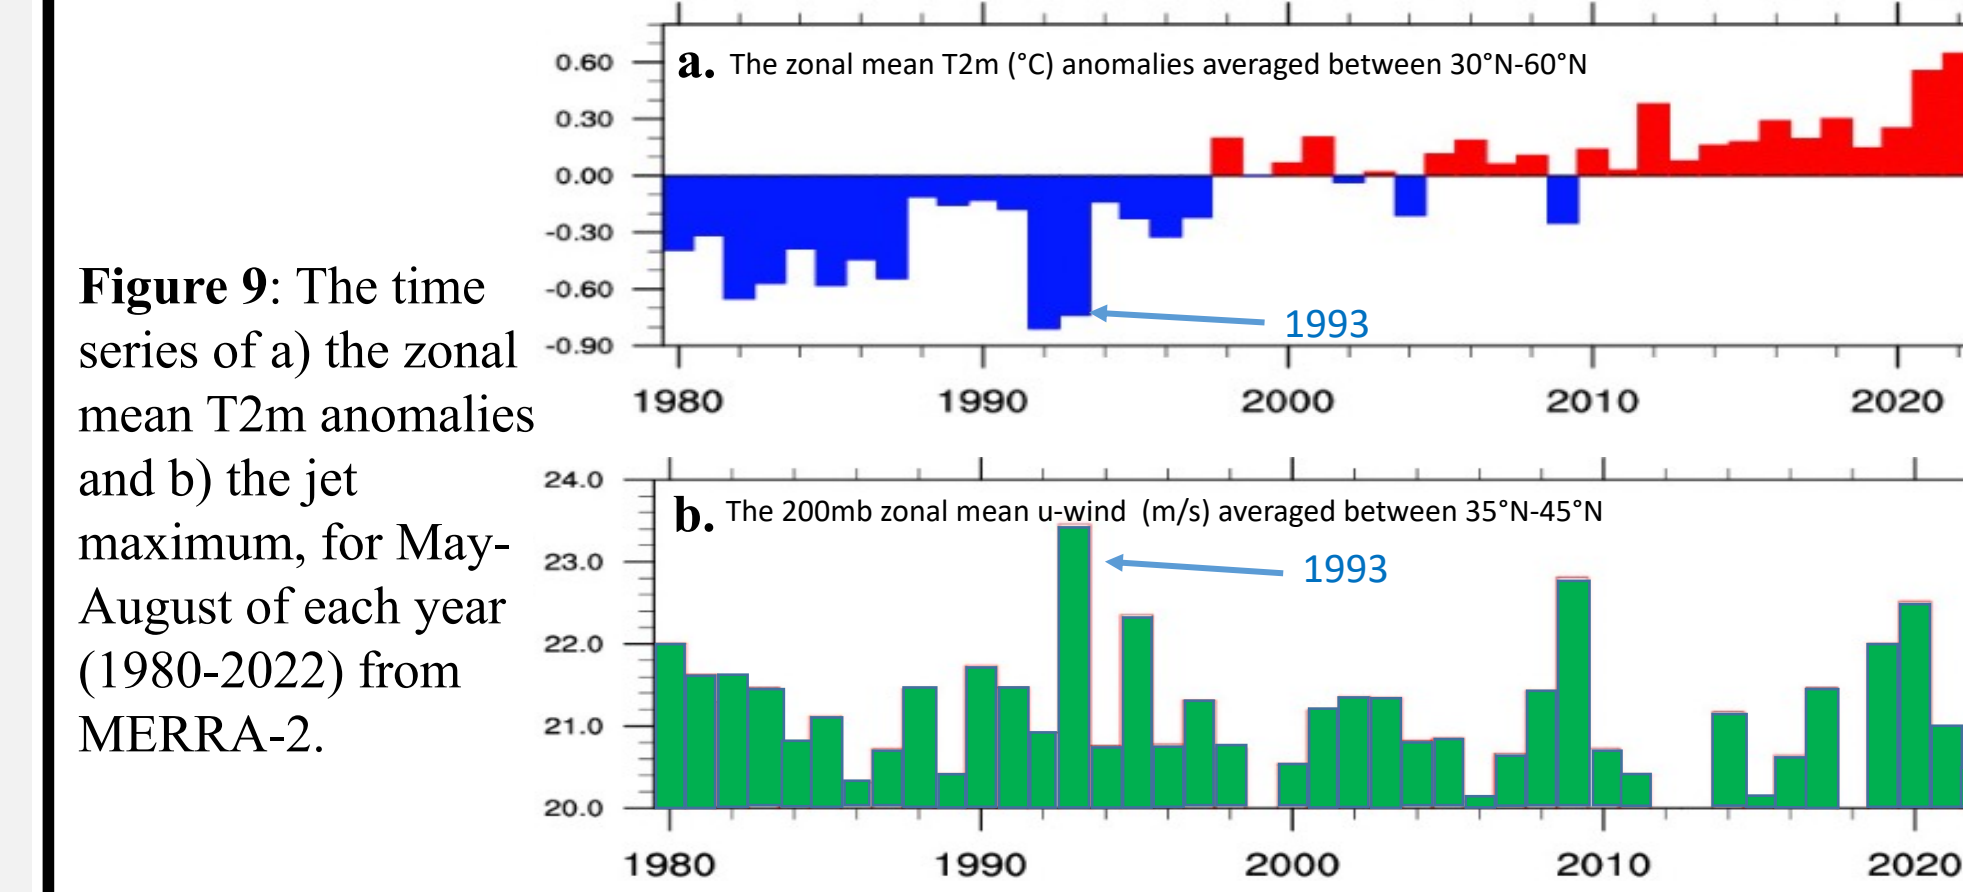 Figure 9: The time
series of a) the zonal
mean T2m anomalies
and b) the jet
maximum, for May-
August of each year
(1980-2022) from
MERRA-2.
a. The zonal mean T2m (°C) anomalies averaged between 30°N-60°N
0.60
0.30
0.00
-0.30
-0.60
-0.90
1993
1980 1990 2000 2010 2020
b. The 200mb zonal mean u-wind (m/s) averaged between 35°N-45°N
24.0
23.0
22.0
21.0
20.0
1993
1980 1990 2000 2010 2020